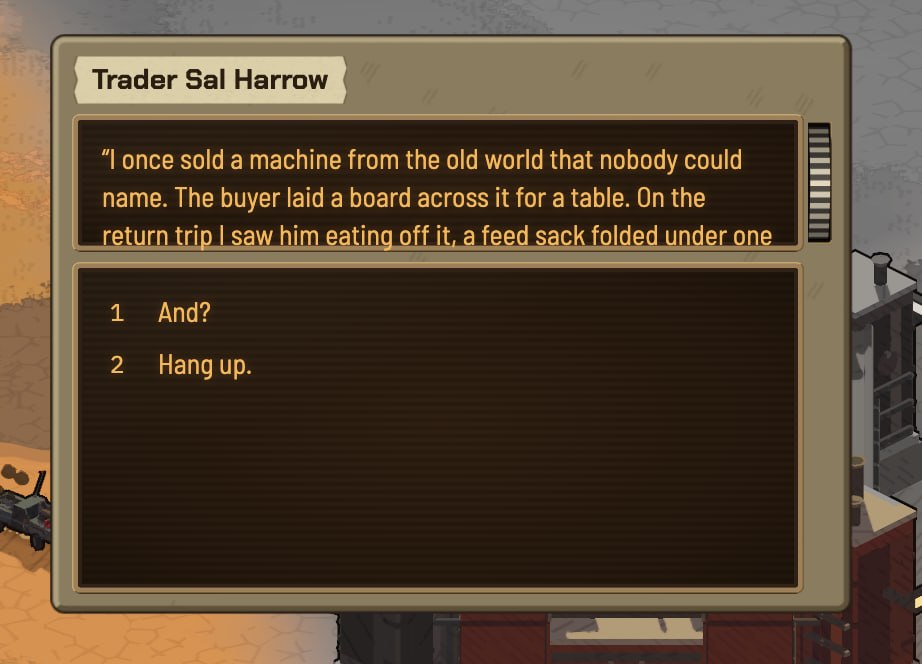 Trader Sal Harrow
“I once sold a machine from the old world that nobody could
name. The buyer laid a board across it for a table. On the
return trip I saw him eating off it, a feed sack folded under one
1 And?
2 Hang up.